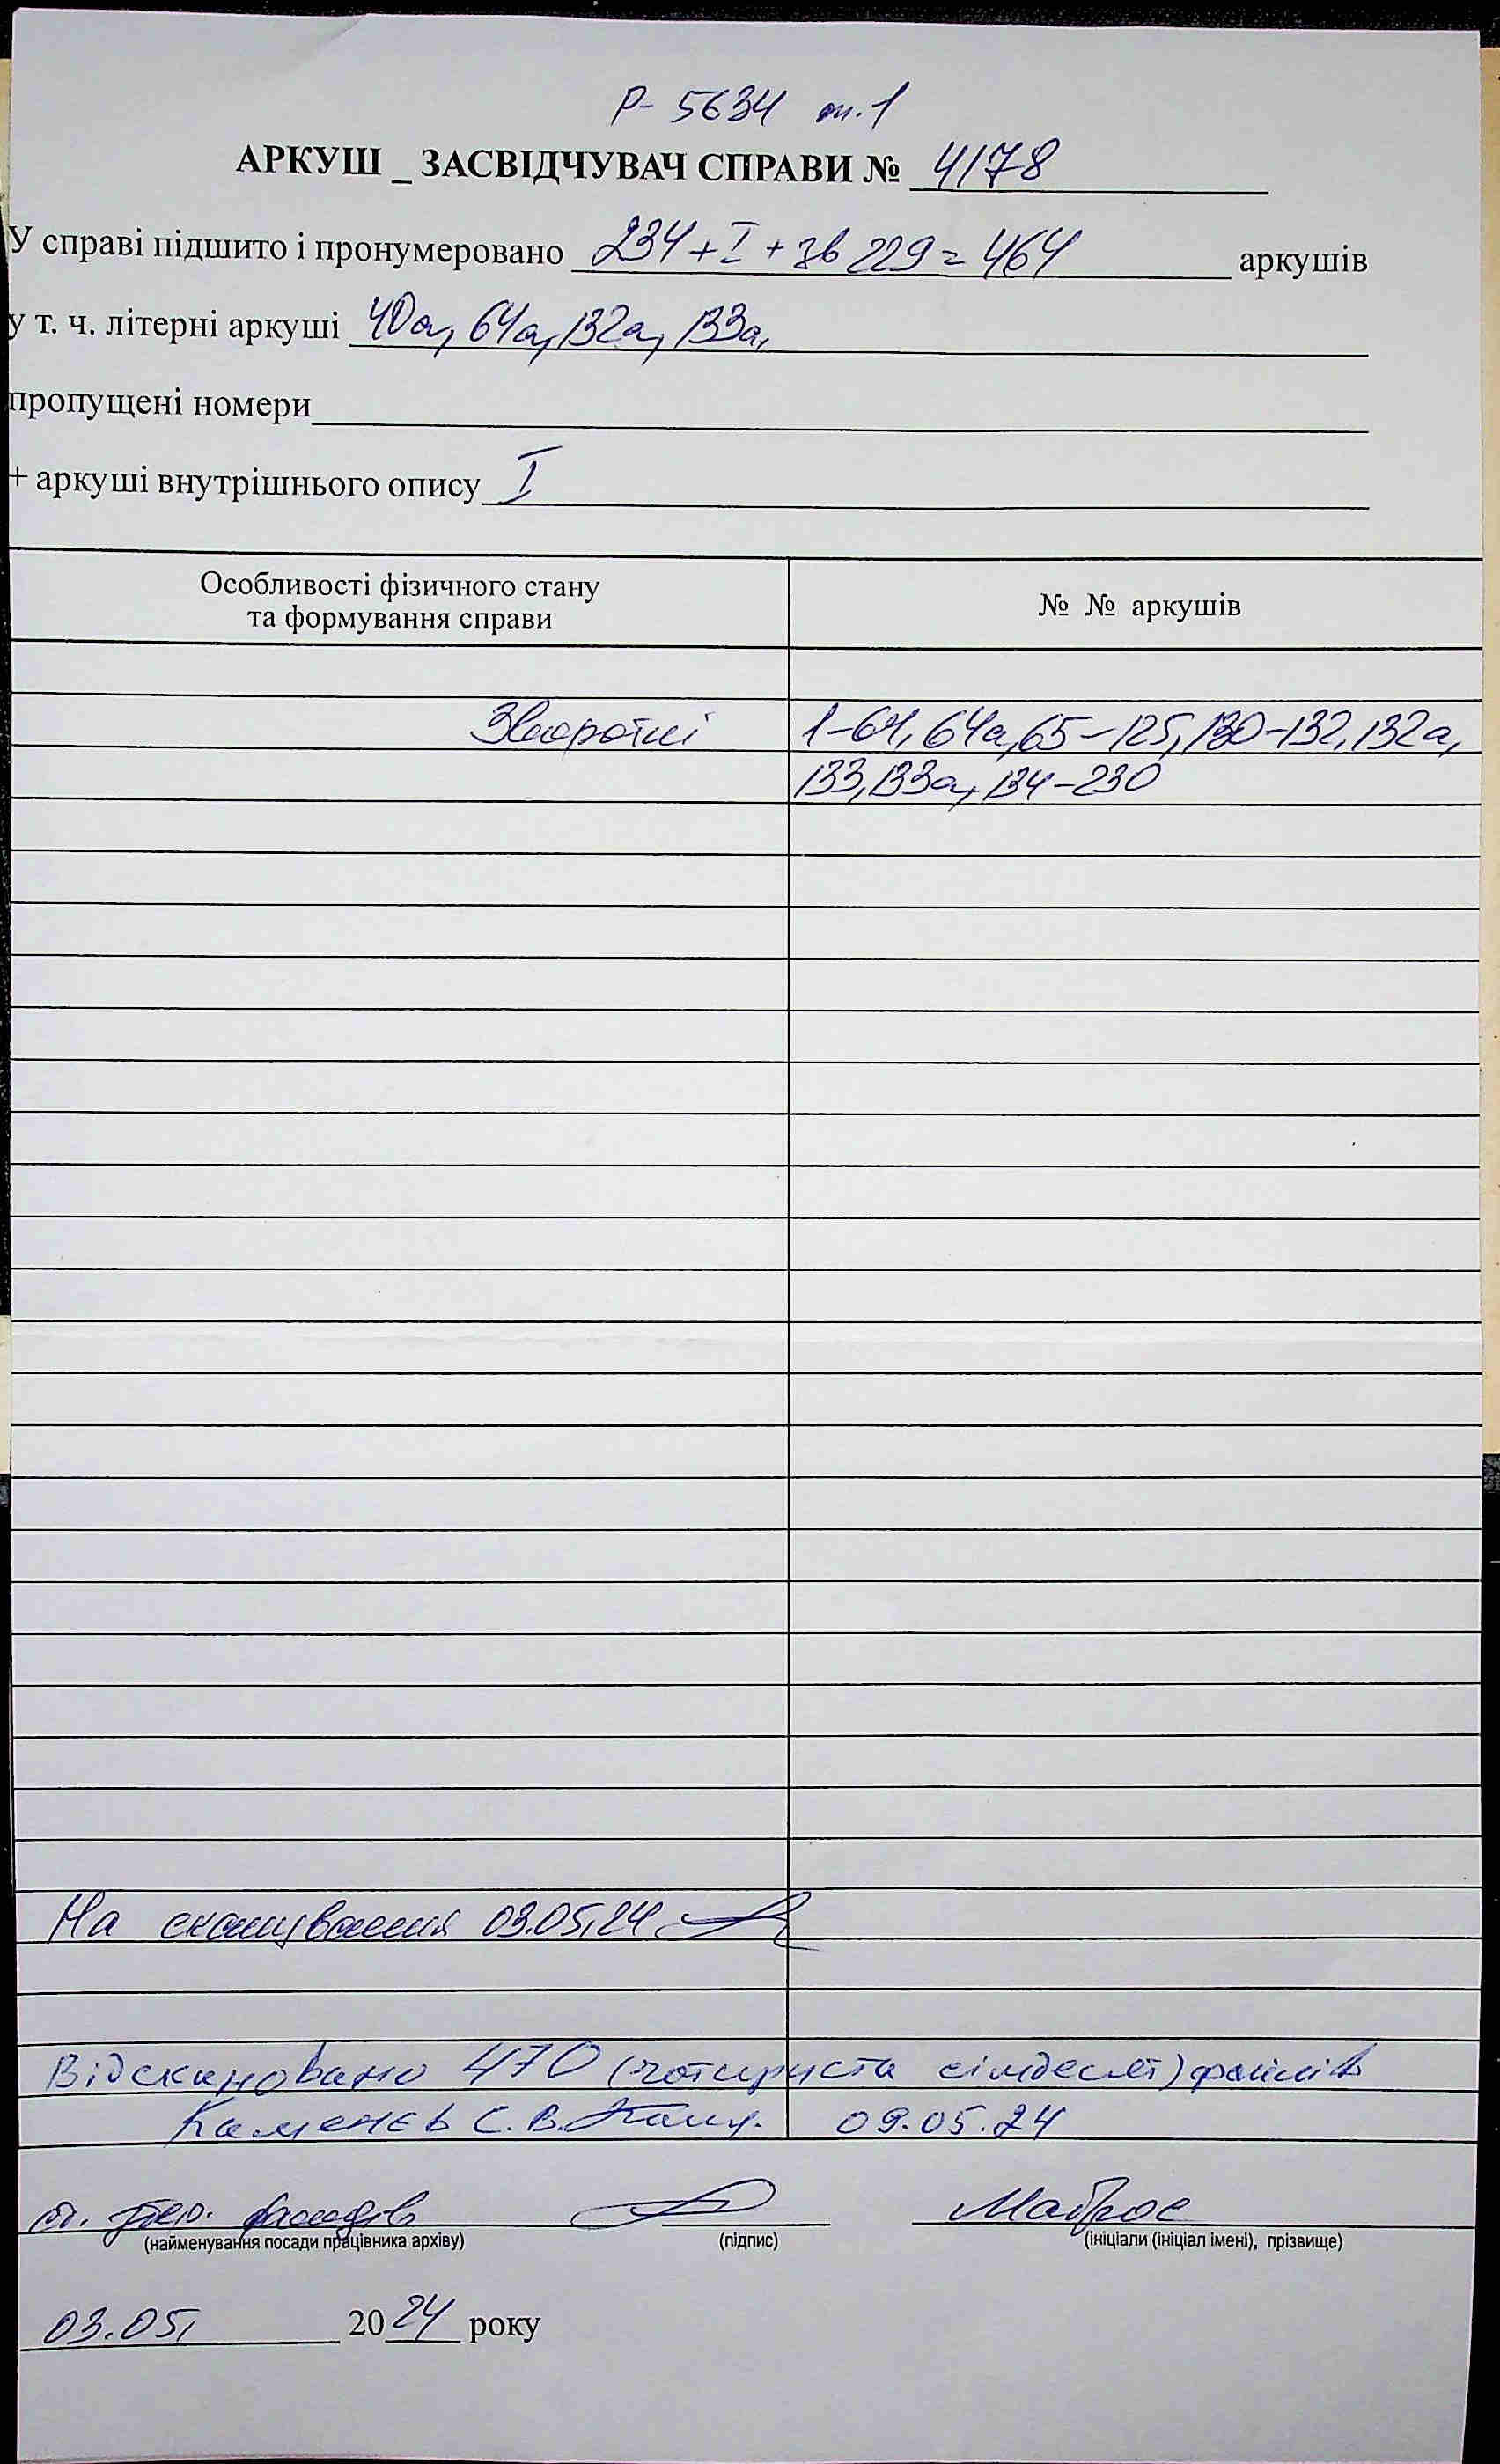 Р- 5634 оп.1
АРКУШ _ ЗАСВІДЧУВАЧ СПРАВИ № 4178
У справі підшито і пронумеровано 234 + I + зв 229 = 464 аркушів
у т. ч. літерні аркуші 40а, 64а, 132а, 133а,
пропущені номери
+ аркуші внутрішнього опису I
Особливості фізичного стану
та формування справи
№ № аркушів
Зворотні 1-64, 64а, 65-125, 130-132, 132а,
133, 133а, 134-230
На сканування 03.05.24
Відскановано 470 (чотириста сімдесят) файлів
Каменєв С.В. 09.05.24
(найменування посади працівника архіву) (підпис) (ініціали (ініціал імені), прізвище)
03.05, 2024 року